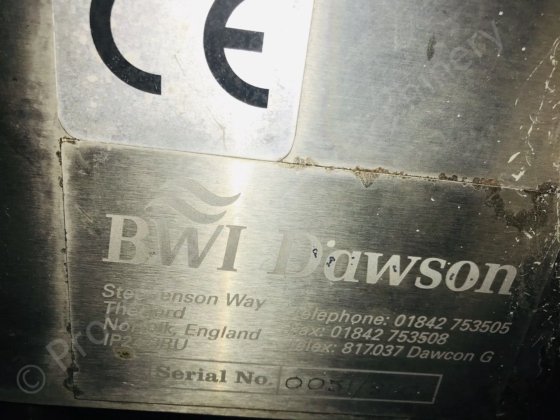 CE
BWI Dawson
Stephenson Way
Thetford
Norfolk, England
Telephone: 01842 753505
Fax: 01842 753508
Telex: 817037 Dawcon G
Serial No.
©